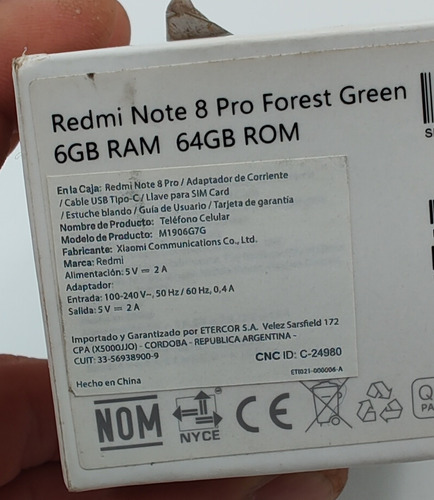 Redmi Note 8 Pro Forest Green
6GB RAM 64GB ROM
En la Caja: Redmi Note 8 Pro / Adaptador de Corriente
/ Cable USB Tipo-C / Llave para SIM Card
/ Estuche blando / Guía de Usuario / Tarjeta de garantía
Nombre de Producto: Teléfono Celular
Modelo de Producto: M1906G7G
Fabricante: Xiaomi Communications Co., Ltd.
Marca: Redmi
Alimentación: 5 V ⎓ 2 A
Adaptador:
Entrada: 100-240 V~, 50 Hz / 60 Hz, 0,4 A
Salida: 5 V ⎓ 2 A
Importado y Garantizado por ETERCOR S.A. Velez Sarsfield 172
CPA (X5000JJO) - CORDOBA - REPUBLICA ARGENTINA -
CUIT: 33-56938900-9
CNC ID: C-24980
Hecho en China
ETI021-000006-A
NOM
NYCE
CE